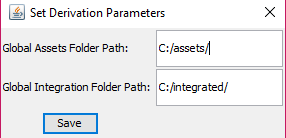 Set Derivation Parameters
Global Assets Folder Path: C:/assets/
Global Integration Folder Path: C:/integrated/
Save